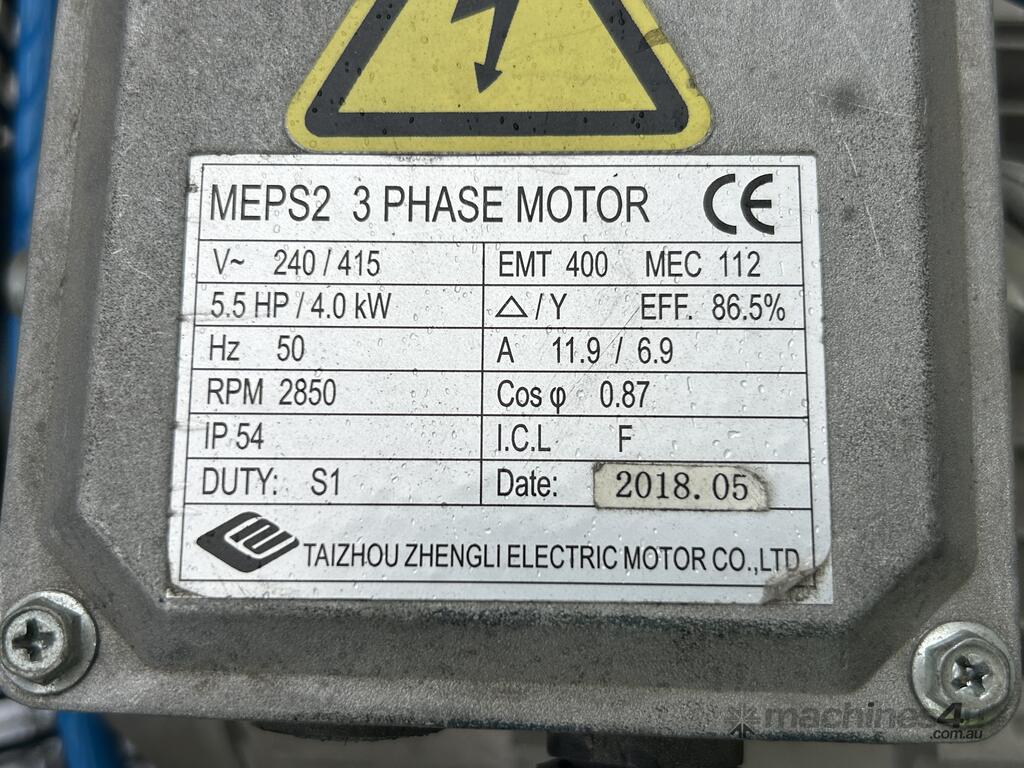 MEPS2 3 PHASE MOTOR CE
V~ 240 / 415 EMT 400 MEC 112
5.5 HP / 4.0 kW △ / Y EFF. 86.5%
Hz 50 A 11.9 / 6.9
RPM 2850 Cos φ 0.87
IP 54 I.C.L F
DUTY: S1 Date: 2018.05
TAIZHOU ZHENGLI ELECTRIC MOTOR CO.,LTD
machines4u
.com.au